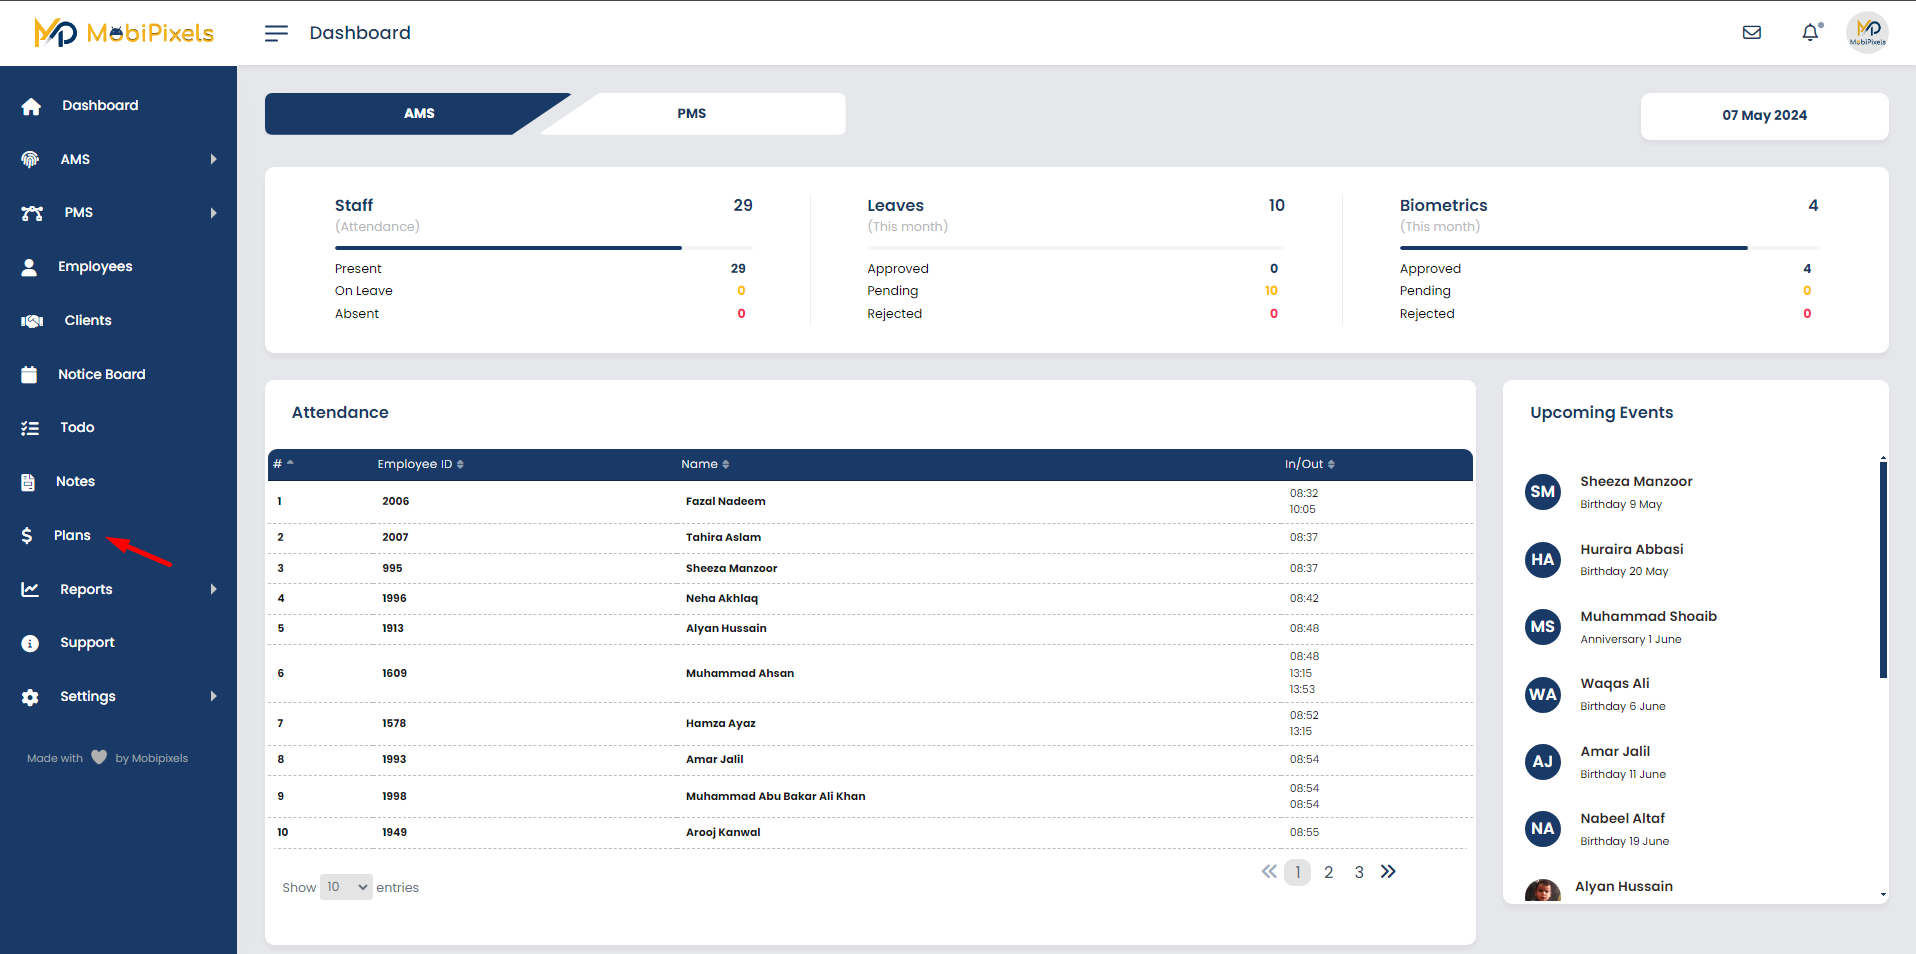 MobiPixels
Dashboard
MobiPixels
Dashboard
AMS
PMS
Employees
Clients
Notice Board
Todo
Notes
Plans
Reports
Support
Settings
Made with by Mobipixels
AMS
PMS
07 May 2024
Staff 29
(Attendance)
Present 29
On Leave 0
Absent 0
Leaves 10
(This month)
Approved 0
Pending 10
Rejected 0
Biometrics 4
(This month)
Approved 4
Pending 0
Rejected 0
Attendance
# Employee ID Name In/Out
1 2006 Fazal Nadeem 08:32
10:05
2 2007 Tahira Aslam 08:37
3 995 Sheeza Manzoor 08:37
4 1996 Neha Akhlaq 08:42
5 1913 Alyan Hussain 08:48
6 1609 Muhammad Ahsan 08:48
13:15
13:53
7 1578 Hamza Ayaz 08:52
13:15
8 1993 Amar Jalil 08:54
9 1998 Muhammad Abu Bakar Ali Khan 08:54
08:54
10 1949 Arooj Kanwal 08:55
Show 10 entries
1 2 3
Upcoming Events
SM Sheeza Manzoor
Birthday 9 May
HA Huraira Abbasi
Birthday 20 May
MS Muhammad Shoaib
Anniversary 1 June
WA Waqas Ali
Birthday 6 June
AJ Amar Jalil
Birthday 11 June
NA Nabeel Altaf
Birthday 19 June
Alyan Hussain